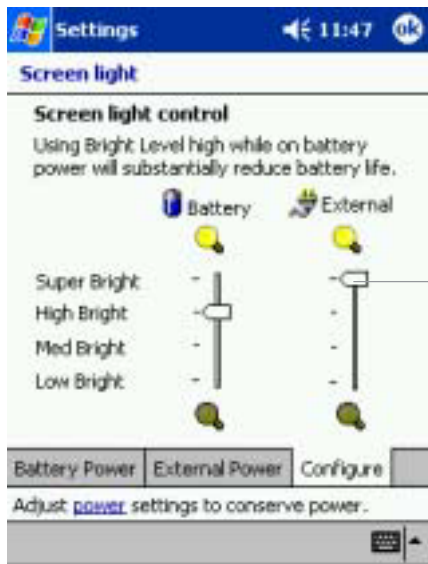 Settings 11:47 ok
Screen light
Screen light control
Using Bright Level high while on battery
power will substantially reduce battery life.
Battery External
Super Bright
High Bright
Med Bright
Low Bright
Battery Power External Power Configure
Adjust power settings to conserve power.